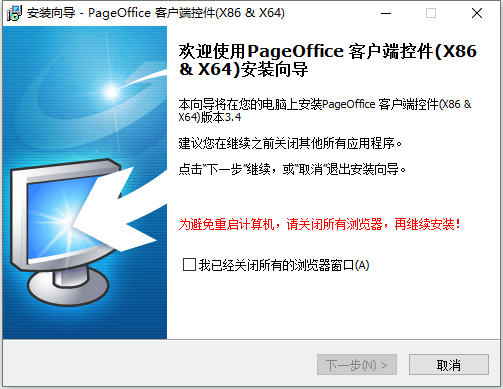 安装向导 - PageOffice 客户端控件(X86 & X64)
欢迎使用PageOffice 客户端控件(X86
& X64)安装向导
本向导将在您的电脑上安装PageOffice 客户端控件(X86 &
X64)版本3.4
建议您在继续之前关闭其他所有应用程序。
点击“下一步”继续，或“取消”退出安装向导。
为避免重启计算机，请关闭所有浏览器，再继续安装！
我已经关闭所有的浏览器窗口(A)
下一步(N) >
取消